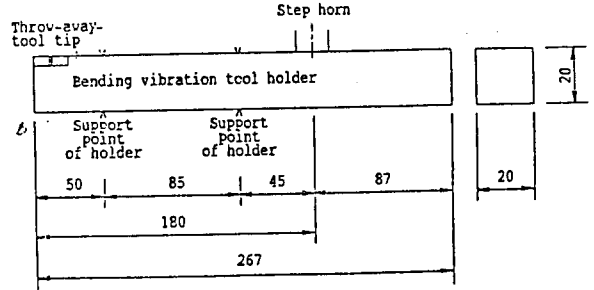 Step horn
Throw-away-
tool tip
Bending vibration tool holder
20
Support
point
of holder
Support
point
of holder
50
85
45
87
20
180
267